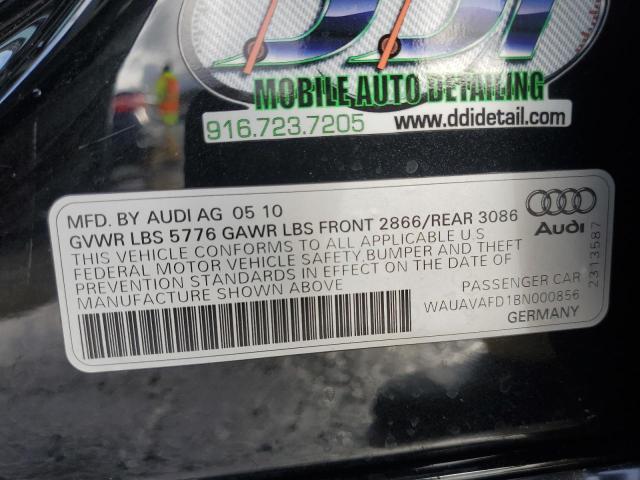 DDI
MOBILE AUTO DETAILING
916.723.7205 www.ddidetail.com
MFD. BY AUDI AG 05 10
GVWR LBS 5776 GAWR LBS FRONT 2866/REAR 3086
THIS VEHICLE CONFORMS TO ALL APPLICABLE U S
FEDERAL MOTOR VEHICLE SAFETY,BUMPER AND THEFT
PREVENTION STANDARDS IN EFFECT ON THE DATE OF
MANUFACTURE SHOWN ABOVE
Audi
2313587
PASSENGER CAR
WAUAVAFD1BN000856
GERMANY